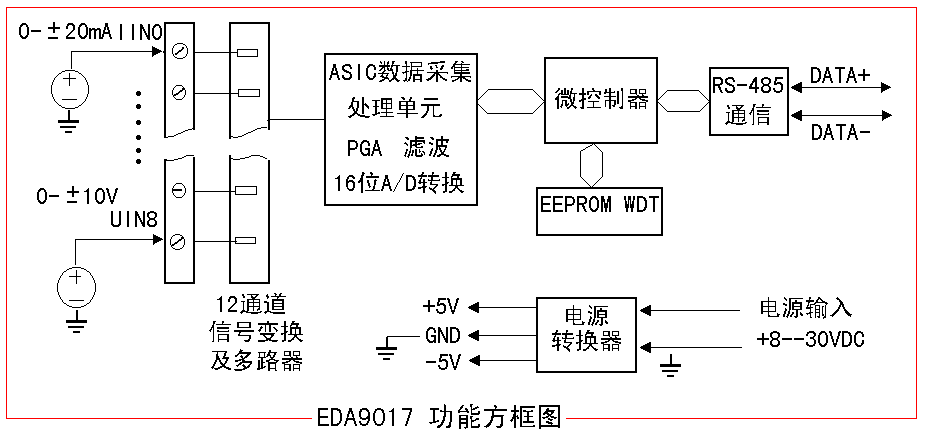 0-±20mA IIN0
0-±10V
UIN8
12通道
信号变换
及多路器
ASIC数据采集
处理单元
PGA 滤波
16位A/D转换
微控制器
EEPROM WDT
RS-485
通信
DATA+
DATA-
+5V
GND
-5V
电源
转换器
电源输入
+8--30VDC
EDA9017 功能方框图